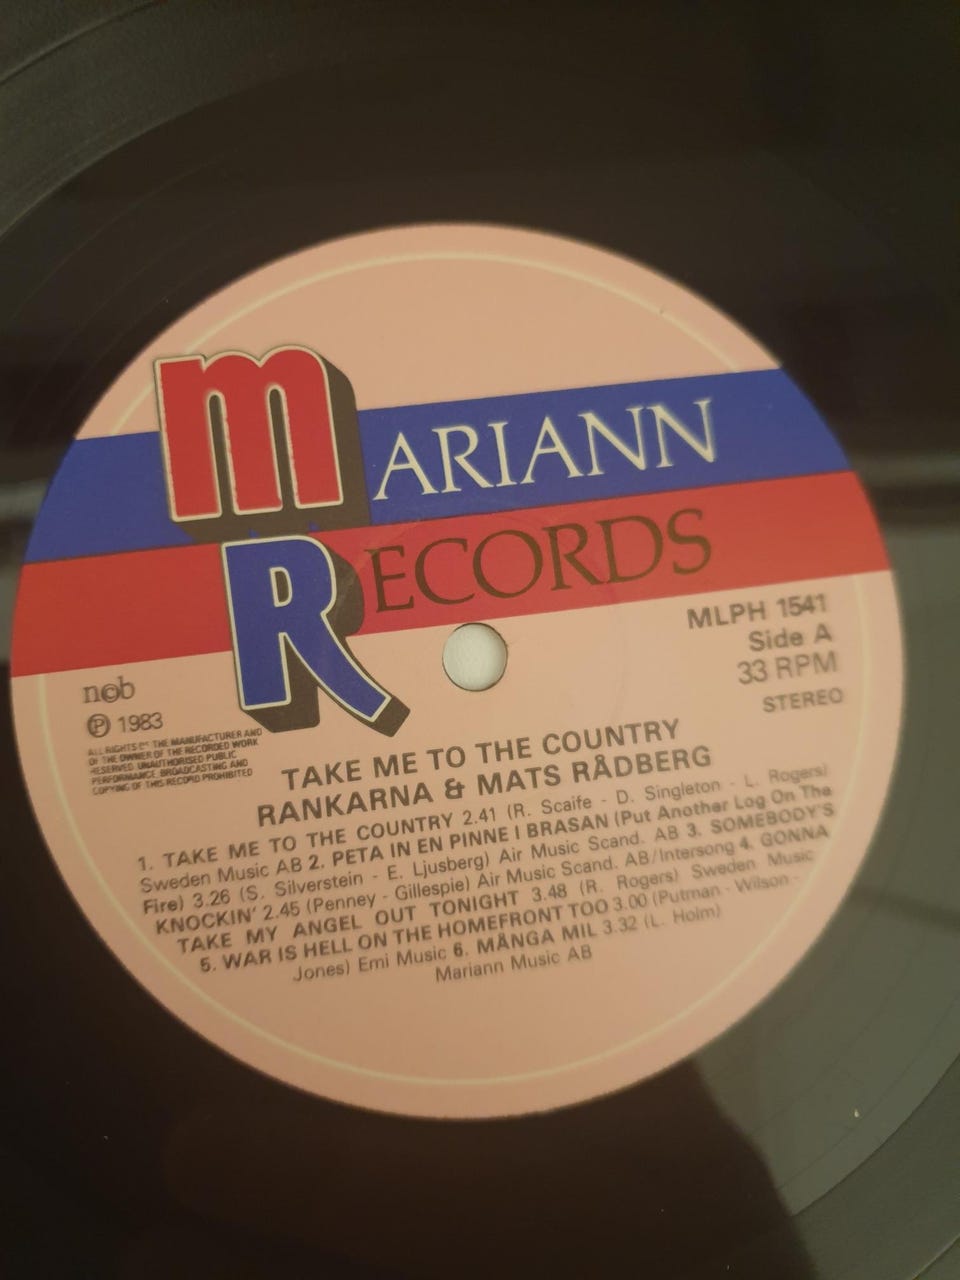 MARIANN
RECORDS
MLPH 1541
Side A
33 RPM
STEREO
n©b
℗ 1983
ALL RIGHTS OF THE MANUFACTURER AND
OF THE OWNER OF THE RECORDED WORK
RESERVED. UNAUTHORISED PUBLIC
PERFORMANCE, BROADCASTING AND
COPYING OF THIS RECORD PROHIBITED
TAKE ME TO THE COUNTRY
RANKARNA & MATS RÅDBERG
1. TAKE ME TO THE COUNTRY 2.41 (R. Scaife - D. Singleton - L. Rogers)
Sweden Music AB 2. PETA IN EN PINNE I BRASAN (Put Another Log On The
Fire) 3.26 (S. Silverstein - E. Ljusberg) Air Music Scand. AB 3. SOMEBODY'S
KNOCKIN' 2.45 (Penney - Gillespie) Air Music Scand. AB/Intersong 4. GONNA
TAKE MY ANGEL OUT TONIGHT 3.48 (R. Rogers) Sweden Music
5. WAR IS HELL ON THE HOMEFRONT TOO 3.00 (Putman - Wilson -
Jones) Emi Music 6. MÅNGA MIL 3.32 (L. Holm)
Mariann Music AB